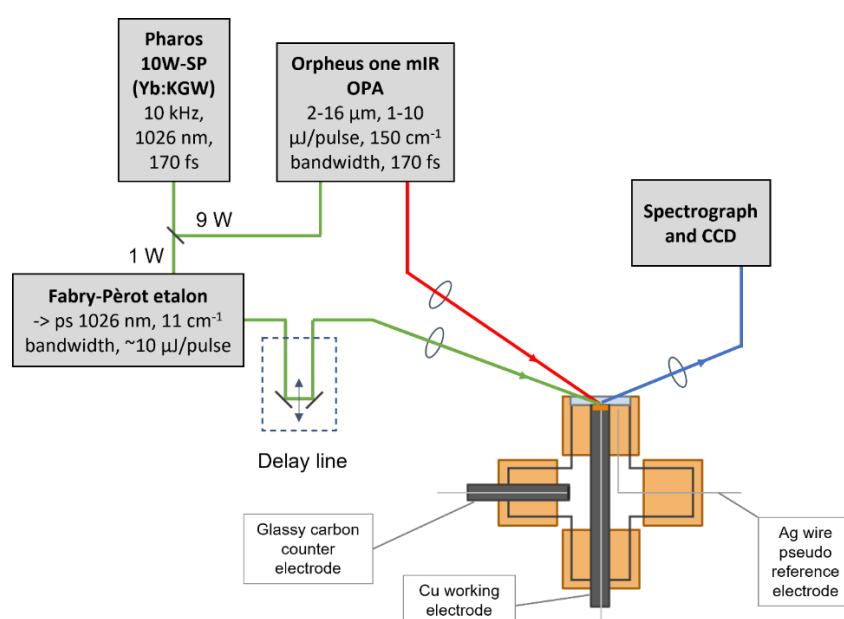 Pharos
10W-SP
(Yb:KGW)
10 kHz,
1026 nm,
170 fs
Orpheus one mIR
OPA
2-16 µm, 1-10
µJ/pulse, 150 cm⁻¹
bandwidth, 170 fs
9 W
1 W
Spectrograph
and CCD
Fabry-Pèrot etalon
-> ps 1026 nm, 11 cm⁻¹
bandwidth, ~10 µJ/pulse
Delay line
Glassy carbon
counter
electrode
Cu working
electrode
Ag wire
pseudo
reference
electrode